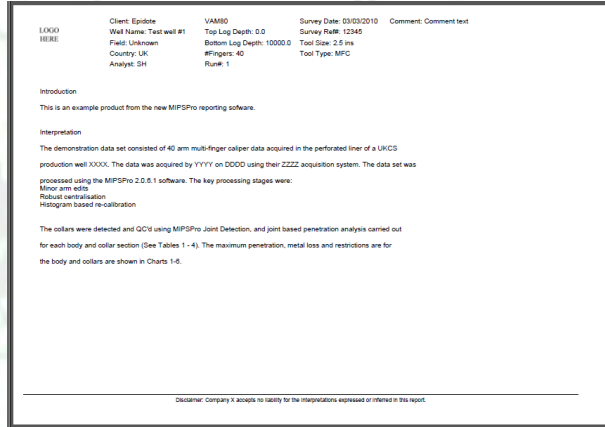 LOGO
HERE
Client: Epidote VAM80 Survey Date: 03/03/2010 Comment: Comment text
Well Name: Test well #1 Top Log Depth: 0.0 Survey Ref#: 12345
Field: Unknown Bottom Log Depth: 10000.0 Tool Size: 2.5 ins
Country: UK #Fingers: 40 Tool Type: MFC
Analyst: SH Run#: 1
Introduction
This is an example product from the new MIPSPro reporting sofware.
Interpretation
The demonstration data set consisted of 40 arm multi-finger caliper data acquired in the perforated liner of a UKCS
production well XXXX. The data was acquired by YYYY on DDDD using their ZZZZ acquisition system. The data set was
processed using the MIPSPro 2.0.6.1 software. The key processing stages were:
Minor arm edits
Robust centralisation
Histogram based re-calibration
The collars were detected and QC'd using MIPSPro Joint Detection, and joint based penetration analysis carried out
for each body and collar section (See Tables 1 - 4). The maximum penetration, metal loss and restrictions are for
the body and collars are shown in Charts 1-6.
Disclaimer: Company X accepts no liability for the interpretations expressed or inferred in this report.